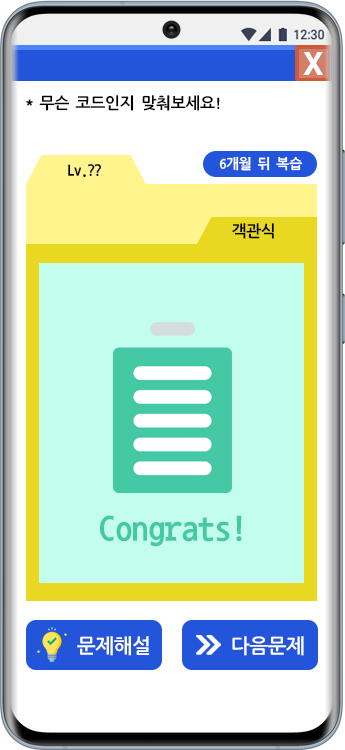 12:30
X
* 무슨 코드인지 맞춰보세요!
6개월 뒤 복습
Lv.??
객관식
Congrats!
문제해설
다음문제